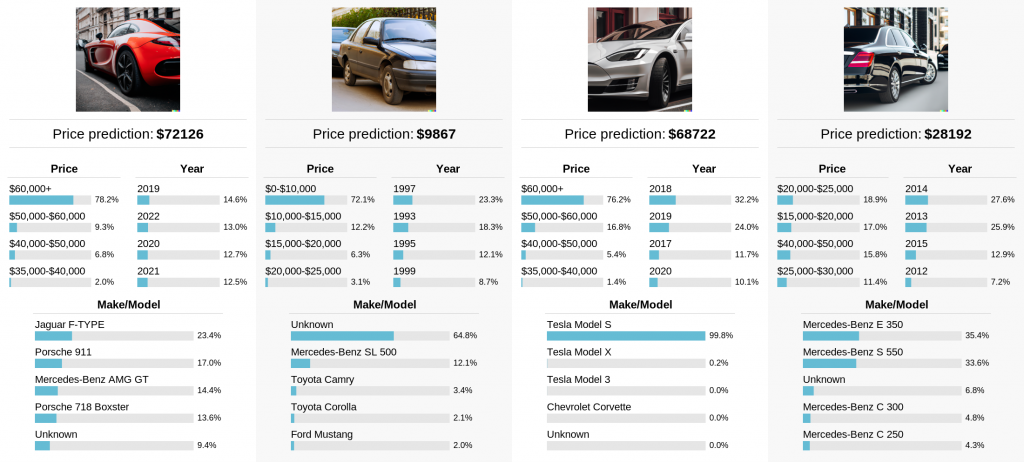 Price prediction: $72126
Price
$60,000+
78.2%
$50,000-$60,000
9.3%
$40,000-$50,000
6.8%
$35,000-$40,000
2.0%
Year
2019
14.6%
2022
13.0%
2020
12.7%
2021
12.5%
Make/Model
Jaguar F-TYPE
23.4%
Porsche 911
17.0%
Mercedes-Benz AMG GT
14.4%
Porsche 718 Boxster
13.6%
Unknown
9.4%
Price prediction: $9867
Price
$0-$10,000
72.1%
$10,000-$15,000
12.2%
$15,000-$20,000
6.3%
$20,000-$25,000
3.1%
Year
1997
23.3%
1993
18.3%
1995
12.1%
1999
8.7%
Make/Model
Unknown
64.8%
Mercedes-Benz SL 500
12.1%
Toyota Camry
3.4%
Toyota Corolla
2.1%
Ford Mustang
2.0%
Price prediction: $68722
Price
$60,000+
76.2%
$50,000-$60,000
16.8%
$40,000-$50,000
5.4%
$35,000-$40,000
1.4%
Year
2018
32.2%
2019
24.0%
2017
11.7%
2020
10.1%
Make/Model
Tesla Model S
99.8%
Tesla Model X
0.2%
Tesla Model 3
0.0%
Chevrolet Corvette
0.0%
Unknown
0.0%
Price prediction: $28192
Price
$20,000-$25,000
18.9%
$15,000-$20,000
17.0%
$40,000-$50,000
15.8%
$25,000-$30,000
11.4%
Year
2014
27.6%
2013
25.9%
2015
12.9%
2012
7.2%
Make/Model
Mercedes-Benz E 350
35.4%
Mercedes-Benz S 550
33.6%
Unknown
6.8%
Mercedes-Benz C 300
4.8%
Mercedes-Benz C 250
4.3%